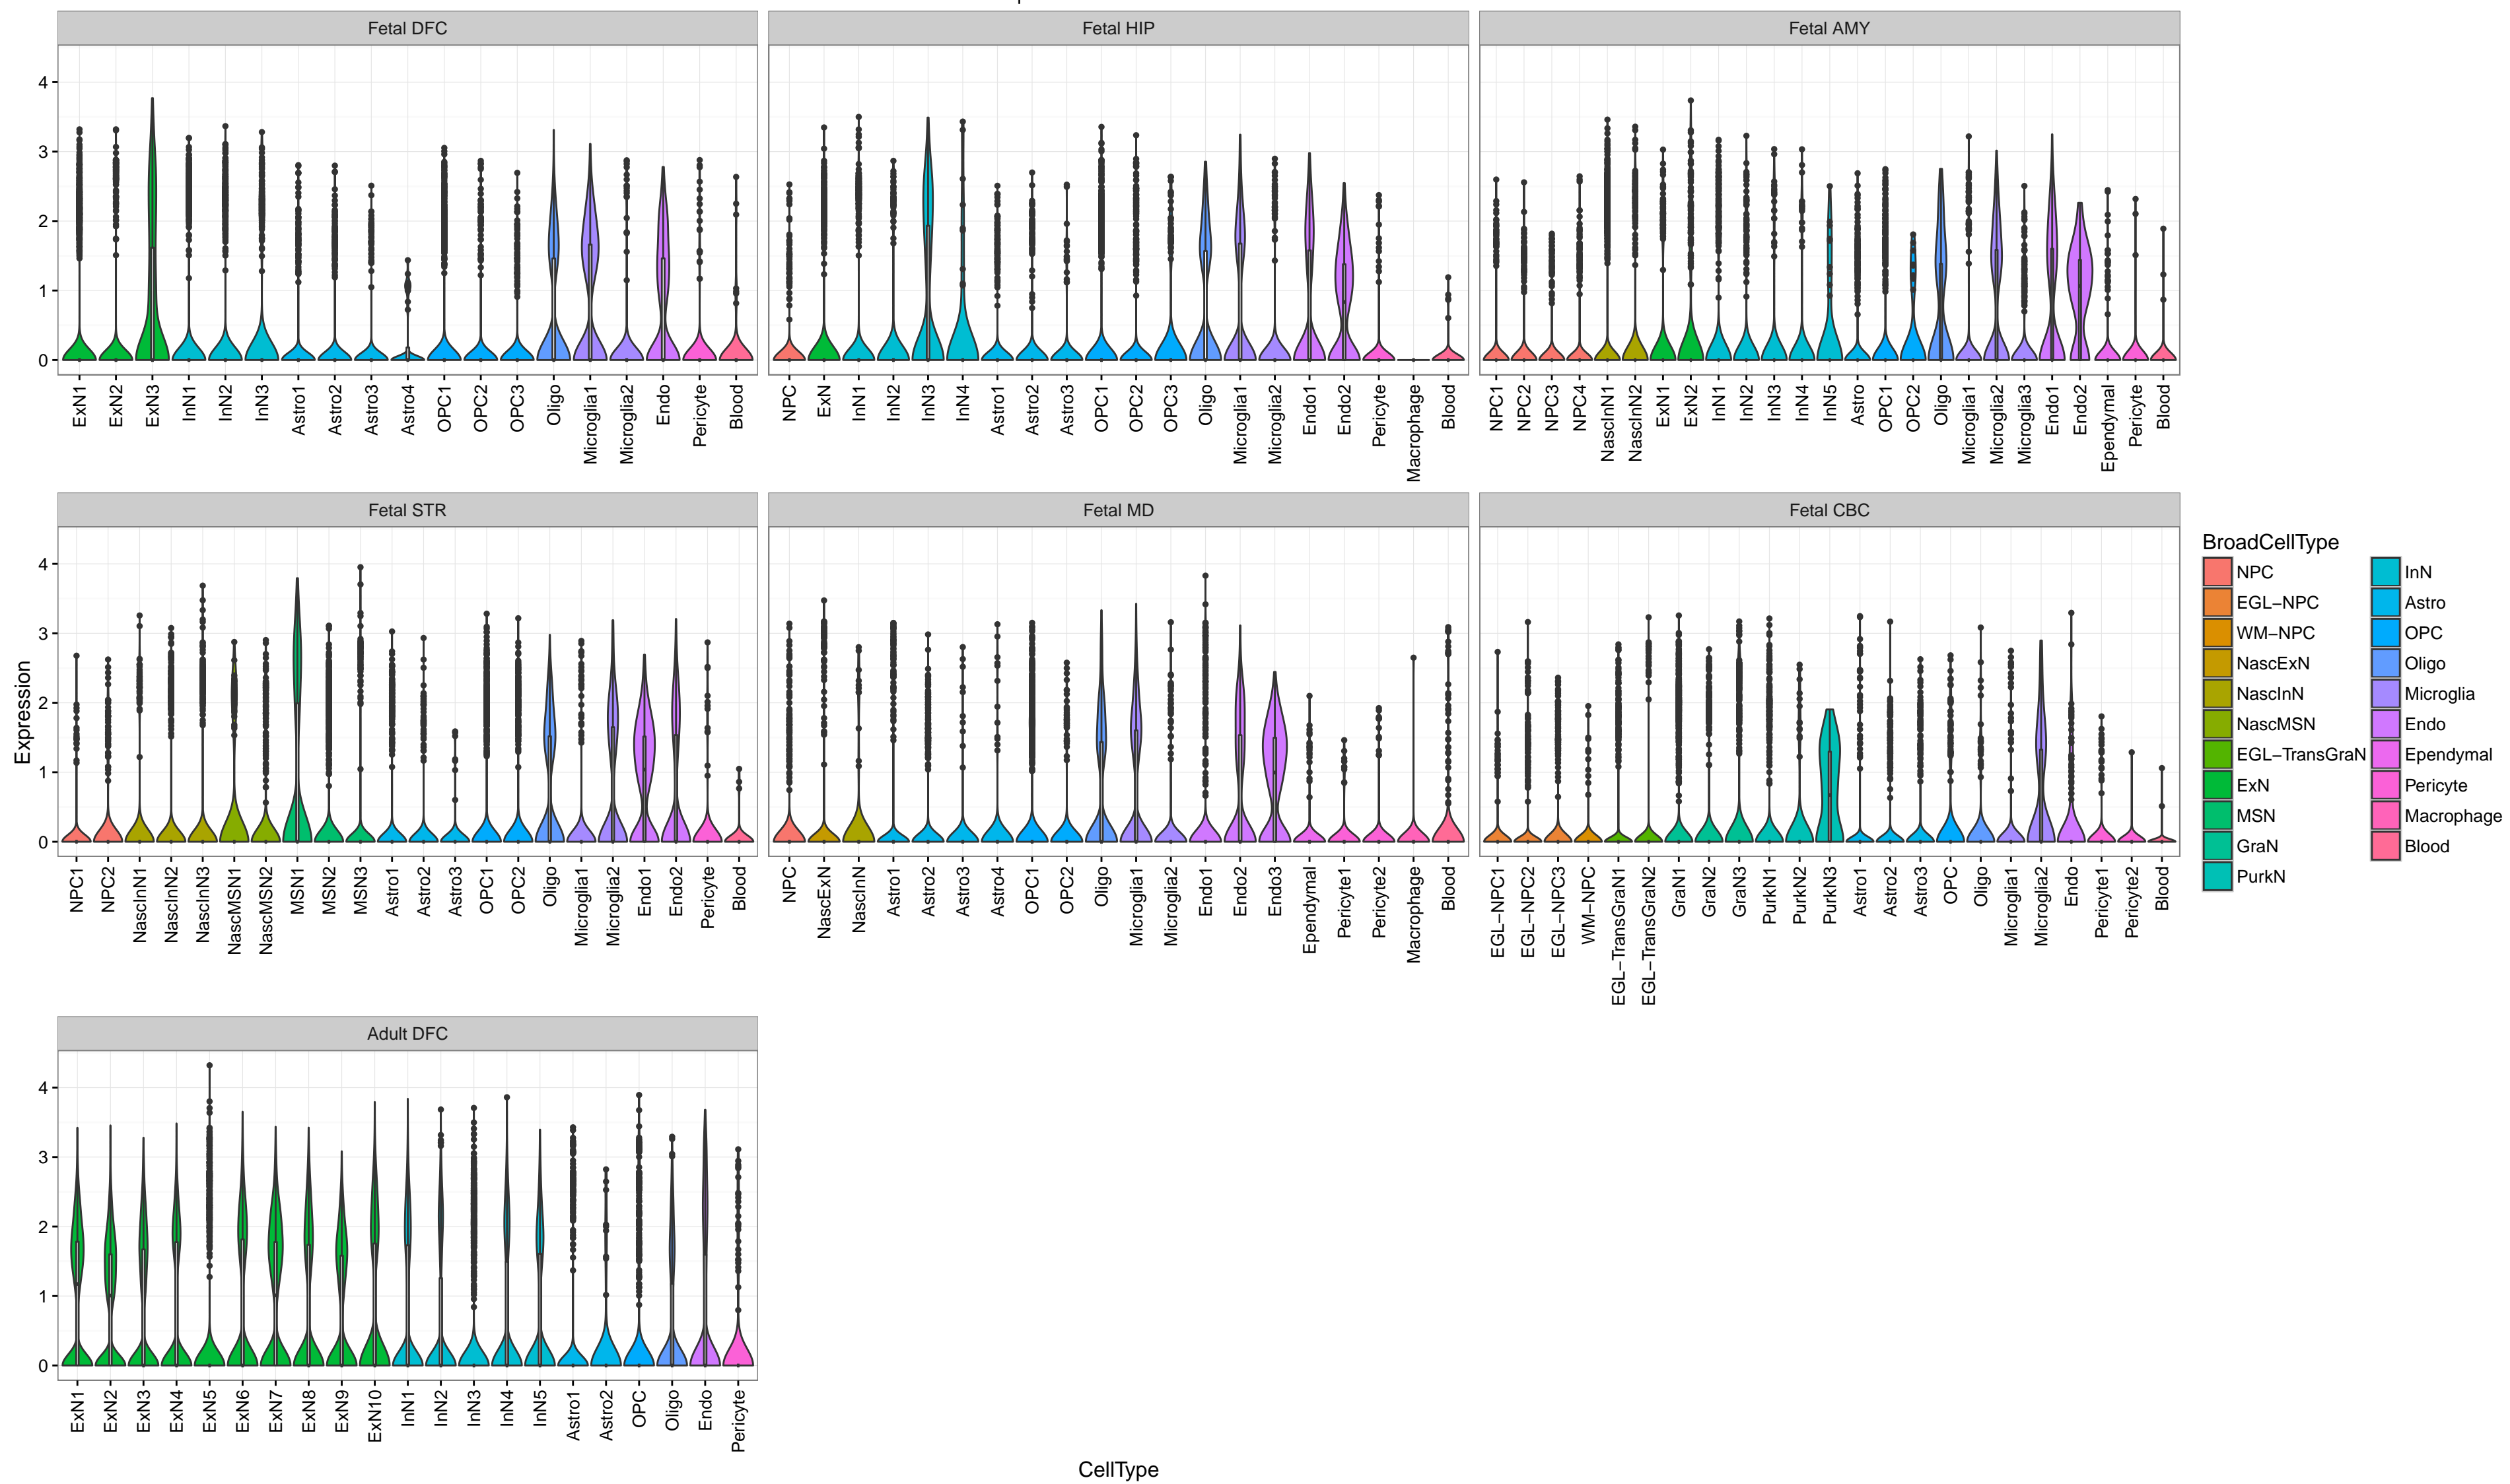 Fetal DFC
Fetal HIP
Fetal AMY
4
3
2
1
0
ExN1 ExN2 ExN3 InN1 InN2 InN3 Astro1 Astro2 Astro3 Astro4 OPC1 OPC2 OPC3 Oligo Microglia1 Microglia2 Endo Pericyte Blood
NPC ExN InN1 InN2 InN3 InN4 Astro1 Astro2 Astro3 OPC1 OPC2 OPC3 Oligo Microglia1 Microglia2 Endo1 Endo2 Pericyte Macrophage Blood
NPC1 NPC2 NPC3 NPC4 NascInN1 NascInN2 ExN1 ExN2 InN1 InN2 InN3 InN4 InN5 Astro OPC1 OPC2 Oligo Microglia1 Microglia2 Microglia3 Endo1 Endo2 Ependymal Pericyte Blood
Fetal STR
Fetal MD
Fetal CBC
Expression
4
3
2
1
0
NPC1 NPC2 NascInN1 NascInN2 NascInN3 NascMSN1 NascMSN2 MSN1 MSN2 MSN3 Astro1 Astro2 Astro3 OPC1 OPC2 Oligo Microglia1 Microglia2 Endo1 Endo2 Pericyte Blood
NPC NascExN NascInN Astro1 Astro2 Astro3 Astro4 OPC1 OPC2 Oligo Microglia1 Microglia2 Endo1 Endo2 Endo3 Ependymal Pericyte1 Pericyte2 Macrophage Blood
EGL−NPC1 EGL−NPC2 EGL−NPC3 WM−NPC EGL−TransGraN1 EGL−TransGraN2 GraN1 GraN2 GraN3 PurkN1 PurkN2 PurkN3 Astro1 Astro2 Astro3 OPC Oligo Microglia1 Microglia2 Endo Pericyte1 Pericyte2 Blood
BroadCellType
NPC
EGL−NPC
WM−NPC
NascExN
NascInN
NascMSN
EGL−TransGraN
ExN
MSN
GraN
PurkN
InN
Astro
OPC
Oligo
Microglia
Endo
Ependymal
Pericyte
Macrophage
Blood
Adult DFC
4
3
2
1
0
ExN1 ExN2 ExN3 ExN4 ExN5 ExN6 ExN7 ExN8 ExN9 ExN10 InN1 InN2 InN3 InN4 InN5 Astro1 Astro2 OPC Oligo Endo Pericyte
CellType